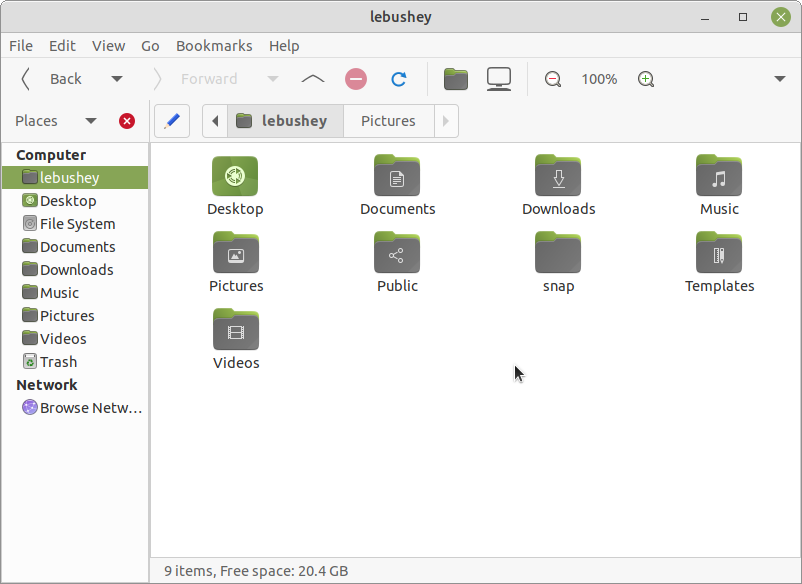 lebushey
File Edit View Go Bookmarks Help
Back Forward 100%
Places lebushey Pictures
Computer
lebushey
Desktop
File System
Documents
Downloads
Music
Pictures
Videos
Trash
Network
Browse Netw…
Desktop Documents Downloads Music
Pictures Public snap Templates
Videos
9 items, Free space: 20.4 GB